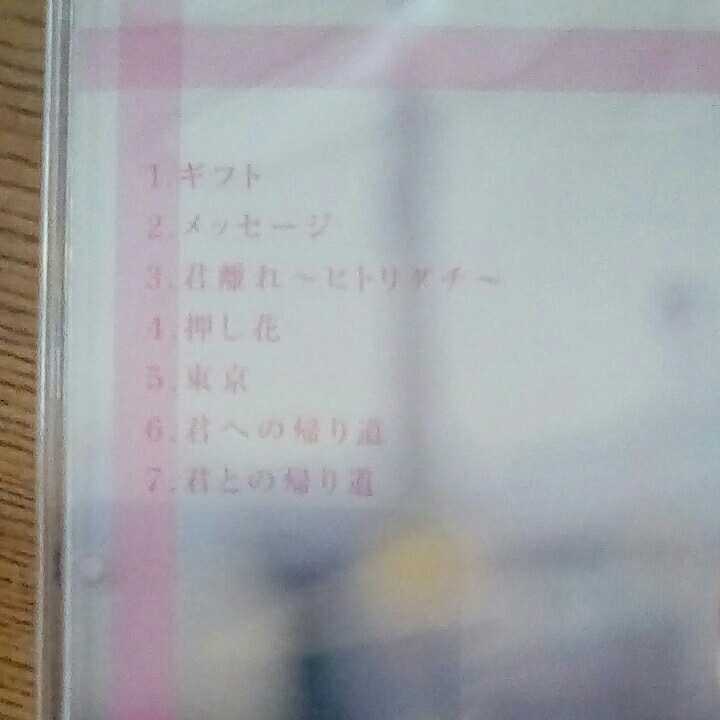 1.ギフト
2.メッセージ
3.君離れ～ヒトリダチ～
4.押し花
5.東京
6.君への帰り道
7.君との帰り道